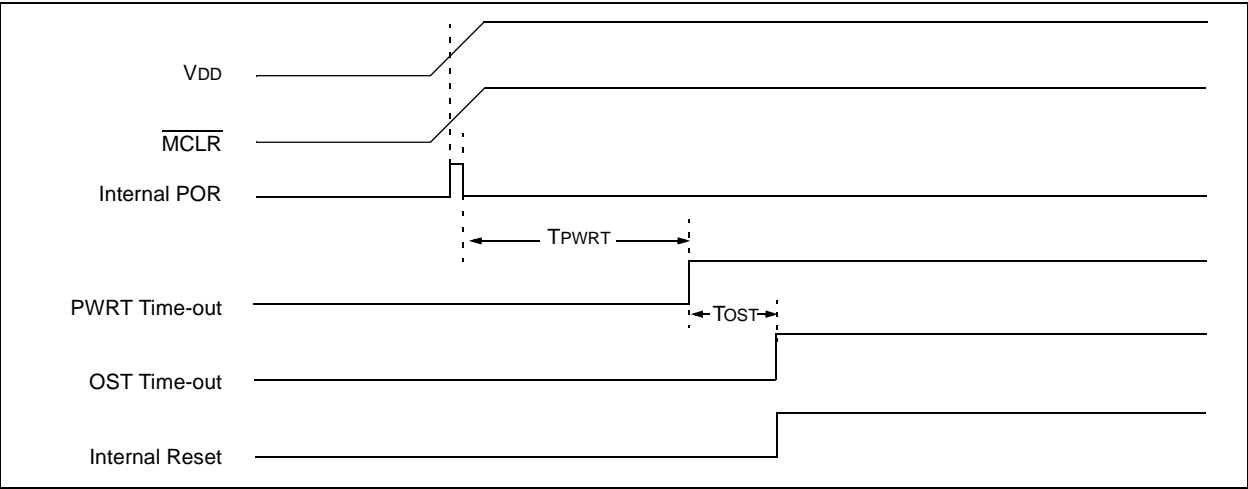 VDD
MCLR
Internal POR
TPWRT
PWRT Time-out
TOST
OST Time-out
Internal Reset